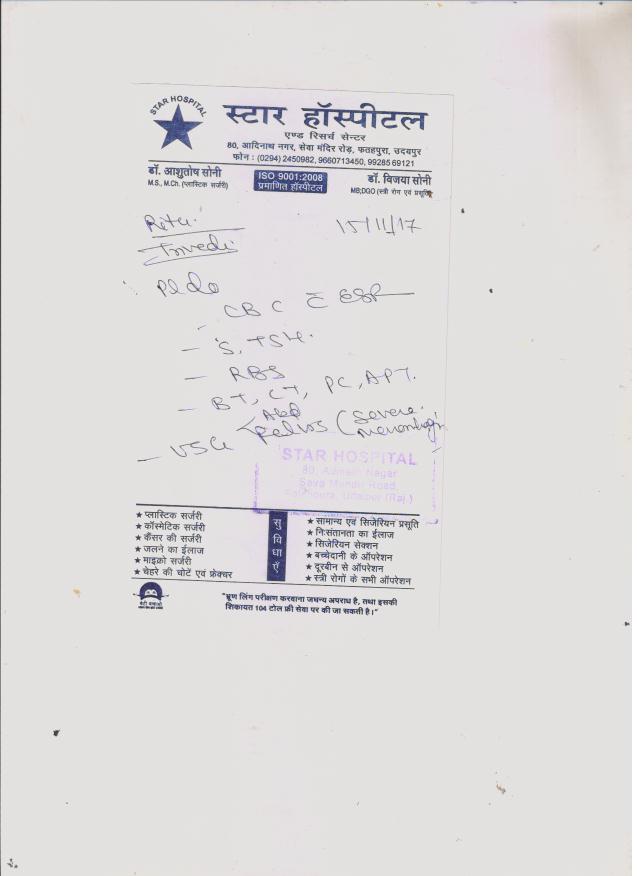 STAR HOSPITAL
स्टार हॉस्पीटल
एण्ड रिसर्च सेन्टर
80, आदिनाथ नगर, सेवा मंदिर रोड़, फतहपुरा, उदयपुर
फोन : (0294) 2450982, 9660713450, 99285 69121
डॉ. आशुतोष सोनी
M.S., M.Ch. (प्लास्टिक सर्जरी)
ISO 9001:2008
प्रमाणित हॉस्पीटल
डॉ. विजया सोनी
MB;DGO (स्त्री रोग एवं प्रसूति)
Ritu
15/11/17
Trivedi
Pl do
CBC c ESR
- S. TSH.
- RBS
- BT, CT, PC, APT.
- USG Abd
Pelvis (Severe
STAR HOSPITAL
80, Adinath Nagar
Seva Mandir Road,
Fatehpura, Udaipur (Raj.)
सुविधाएँ
★ प्लास्टिक सर्जरी
★ कॉस्मेटिक सर्जरी
★ कैंसर की सर्जरी
★ जलने का ईलाज
★ माइक्रो सर्जरी
★ चेहरे की चोटें एवं फ्रेक्चर
★ सामान्य एवं सिजेरियन प्रसूति
★ निःसंतानता का ईलाज
★ सिजेरियन सेक्शन
★ बच्चेदानी के ऑपरेशन
★ दूरबीन से ऑपरेशन
★ स्त्री रोगों के सभी ऑपरेशन
बेटी बचाओ
"भ्रूण लिंग परीक्षण करवाना जघन्य अपराध है, तथा इसकी
शिकायत 104 टोल फ्री सेवा पर की जा सकती है।"